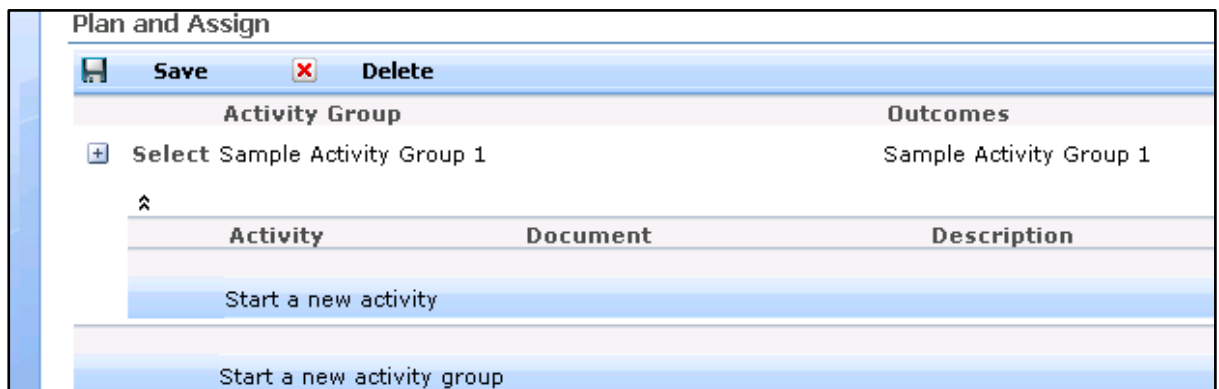 Plan and Assign
Save Delete
Activity Group Outcomes
Select Sample Activity Group 1 Sample Activity Group 1
Activity Document Description
Start a new activity
Start a new activity group